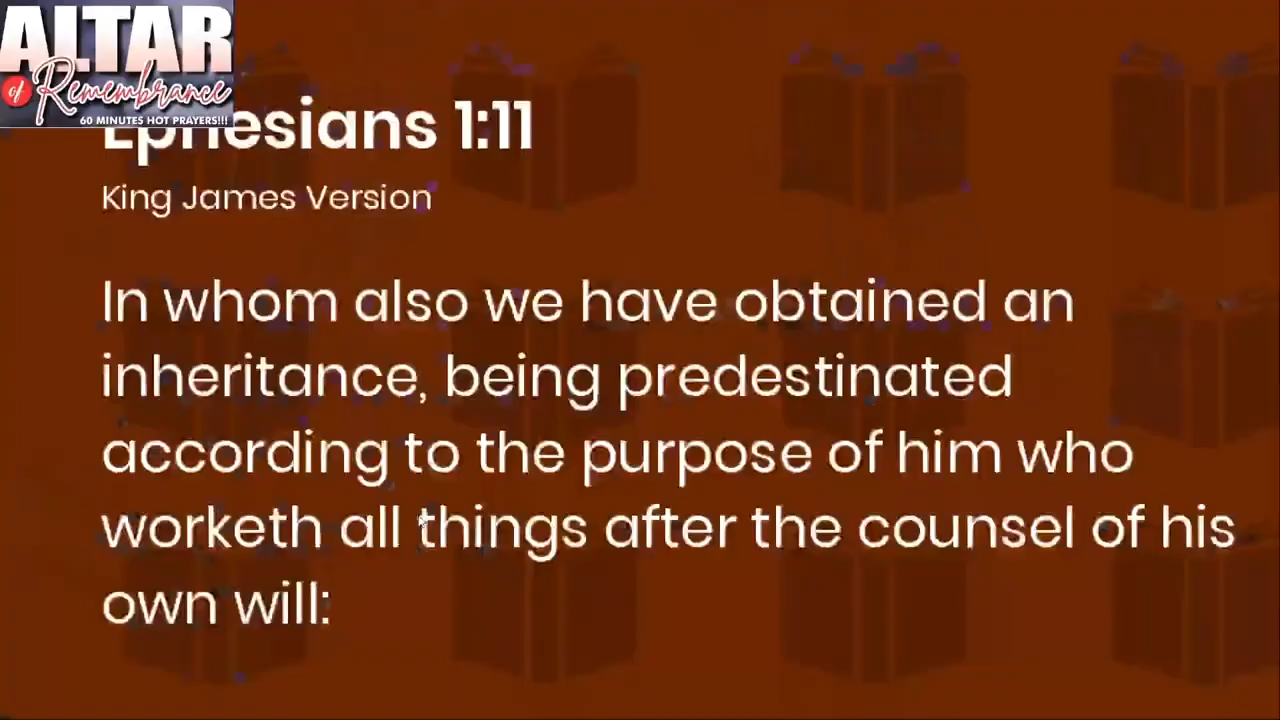 ALTAR
of Remembrance
60 MINUTES HOT PRAYERS!!!
Ephesians 1:11
King James Version
In whom also we have obtained an
inheritance, being predestinated
according to the purpose of him who
worketh all things after the counsel of his
own will: